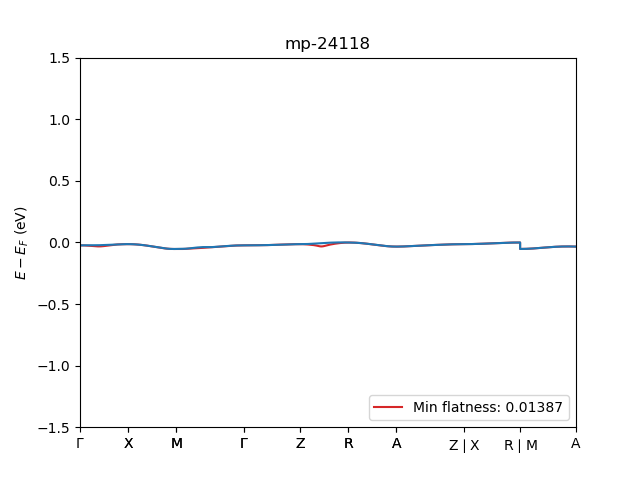 mp-24118
1.5
1.0
0.5
0.0
−0.5
−1.0
−1.5
E − E_F (eV)
Min flatness: 0.01387
Γ X M Γ Z R A Z | X R | M A